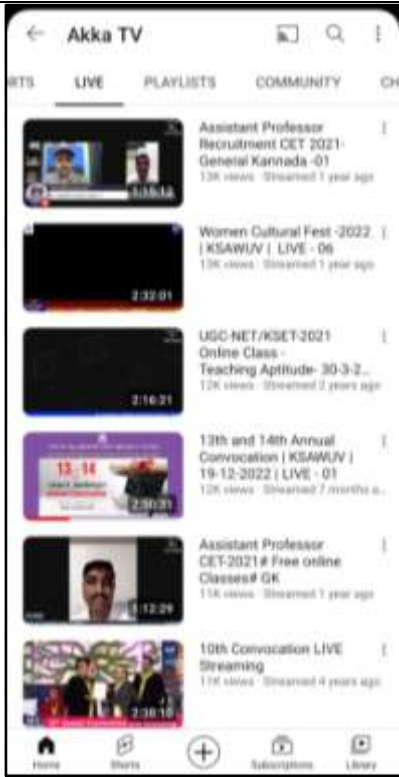 Akka TV
RTS LIVE PLAYLISTS COMMUNITY CH
Assistant Professor
Recruitment CET 2021-
General Kannada -01
13K views · Streamed 1 year ago
Women Cultural Fest -2022
| KSAWUV | LIVE - 06
13K views · Streamed 1 year ago
2:32:01
UGC-NET/KSET-2021
Online Class -
Teaching Aptitude- 30-3-2...
12K views · Streamed 2 years ago
2:16:21
13th and 14th Annual
Convocation | KSAWUV |
19-12-2022 | LIVE - 01
12K views · Streamed 7 months a...
13 - 14
Assistant Professor
CET-2021# Free online
Classes# GK
11K views · Streamed 1 year ago
1:12:29
10th Convocation LIVE
Streaming
11K views · Streamed 4 years ago
2:38:10
Home Shorts Subscriptions Library